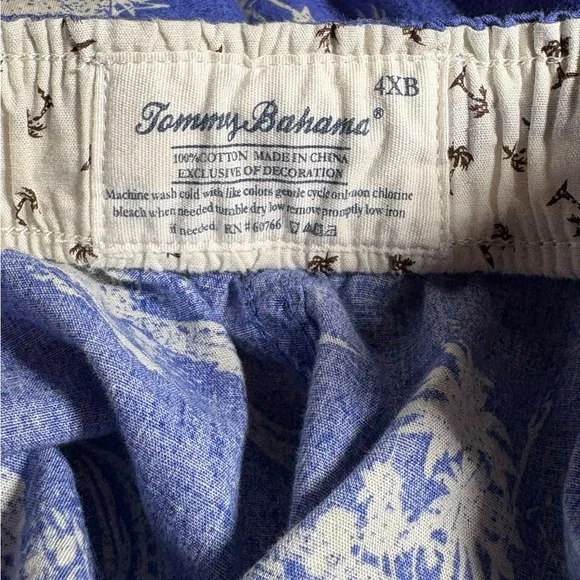 4XB
Tommy Bahama®
100%COTTON MADE IN CHINA
EXCLUSIVE OF DECORATION
Machine wash cold with like colors gentle cycle only non chlorine
bleach when needed tumble dry low remove promptly low iron
if needed. RN#60766